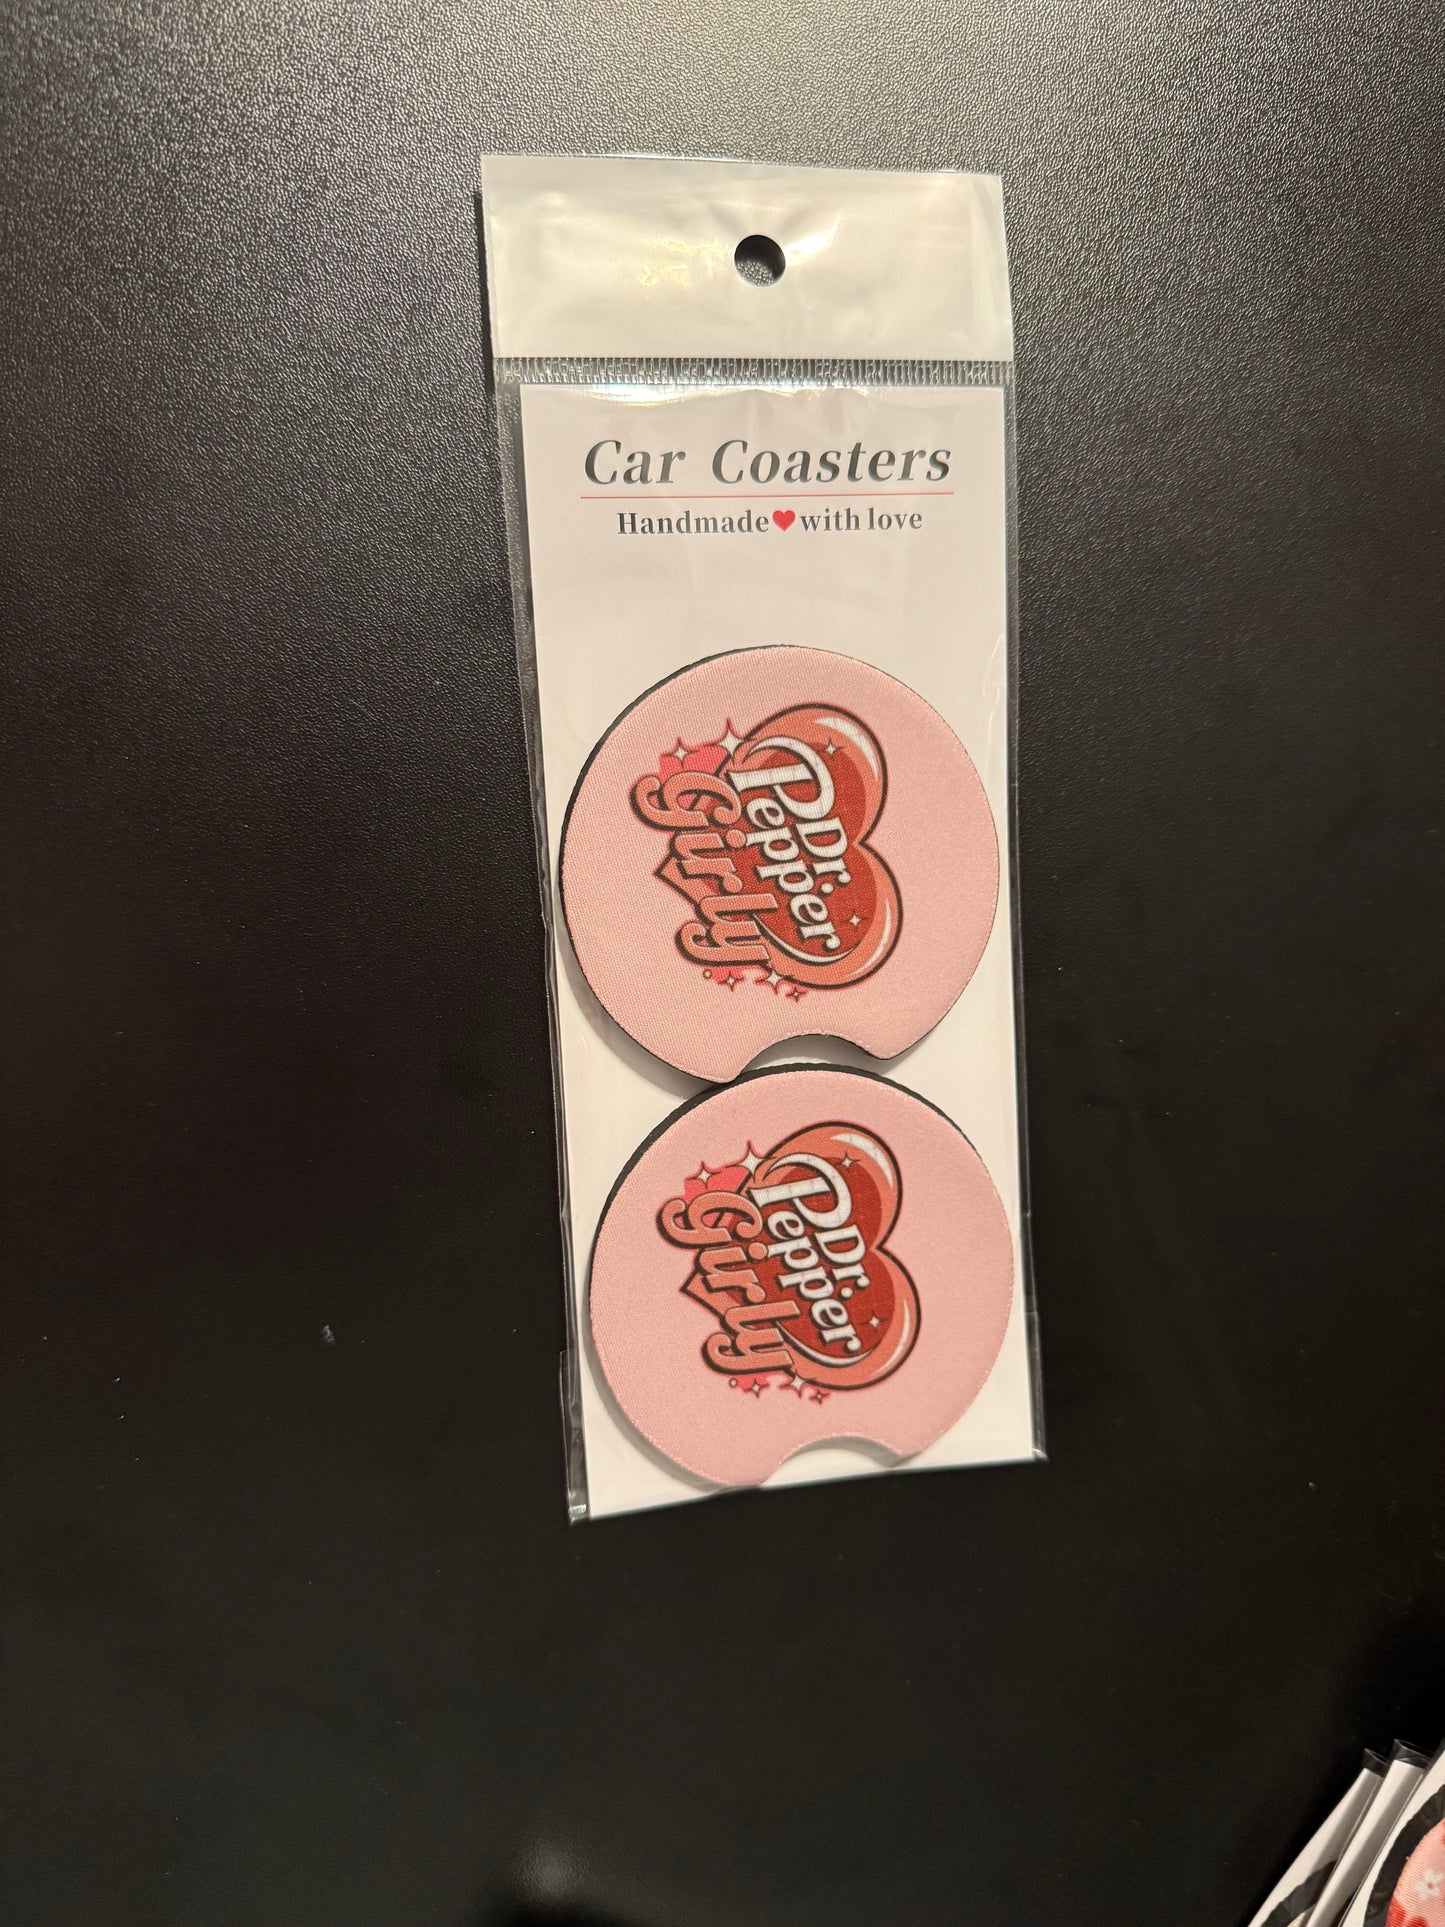 Car Coasters
Handmade❤with love
Dr.
Pepper
Girly
Dr.
Pepper
Girly